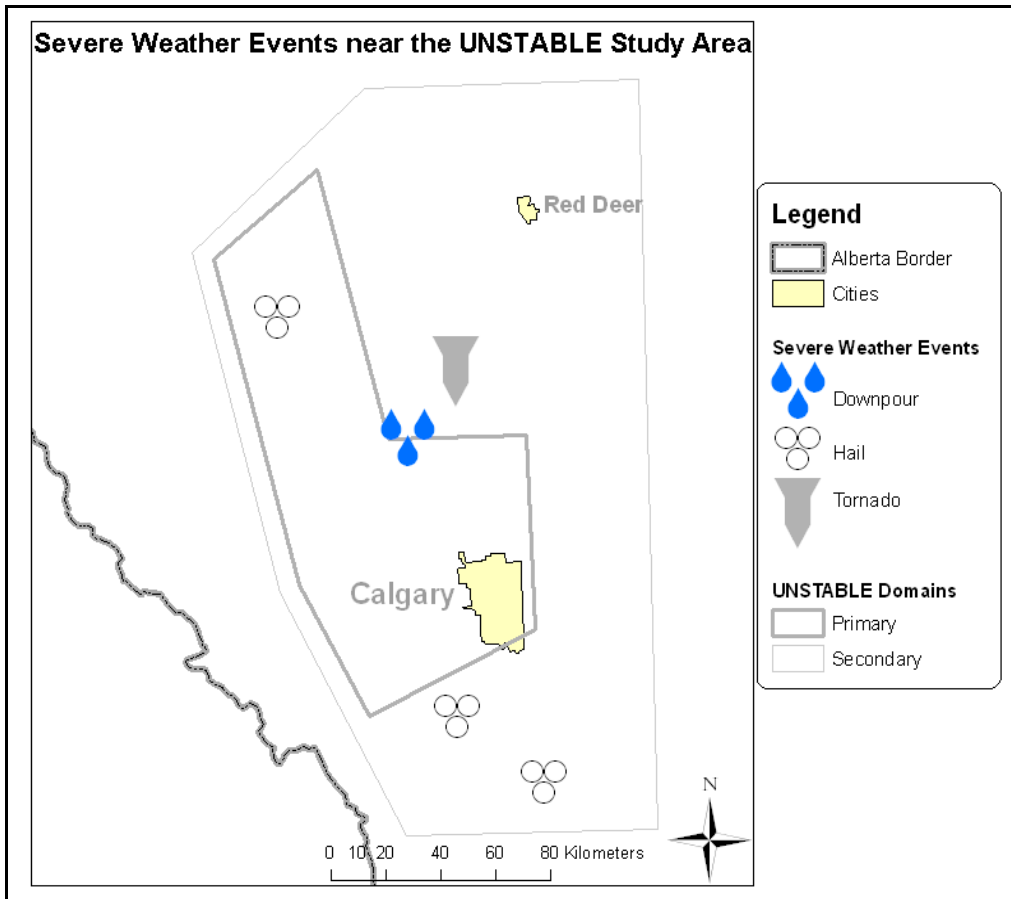 Severe Weather Events near the UNSTABLE Study Area
Red Deer
Calgary
0 10 20 40 60 80 Kilometers
N
Legend
Alberta Border
Cities
Severe Weather Events
Downpour
Hail
Tornado
UNSTABLE Domains
Primary
Secondary